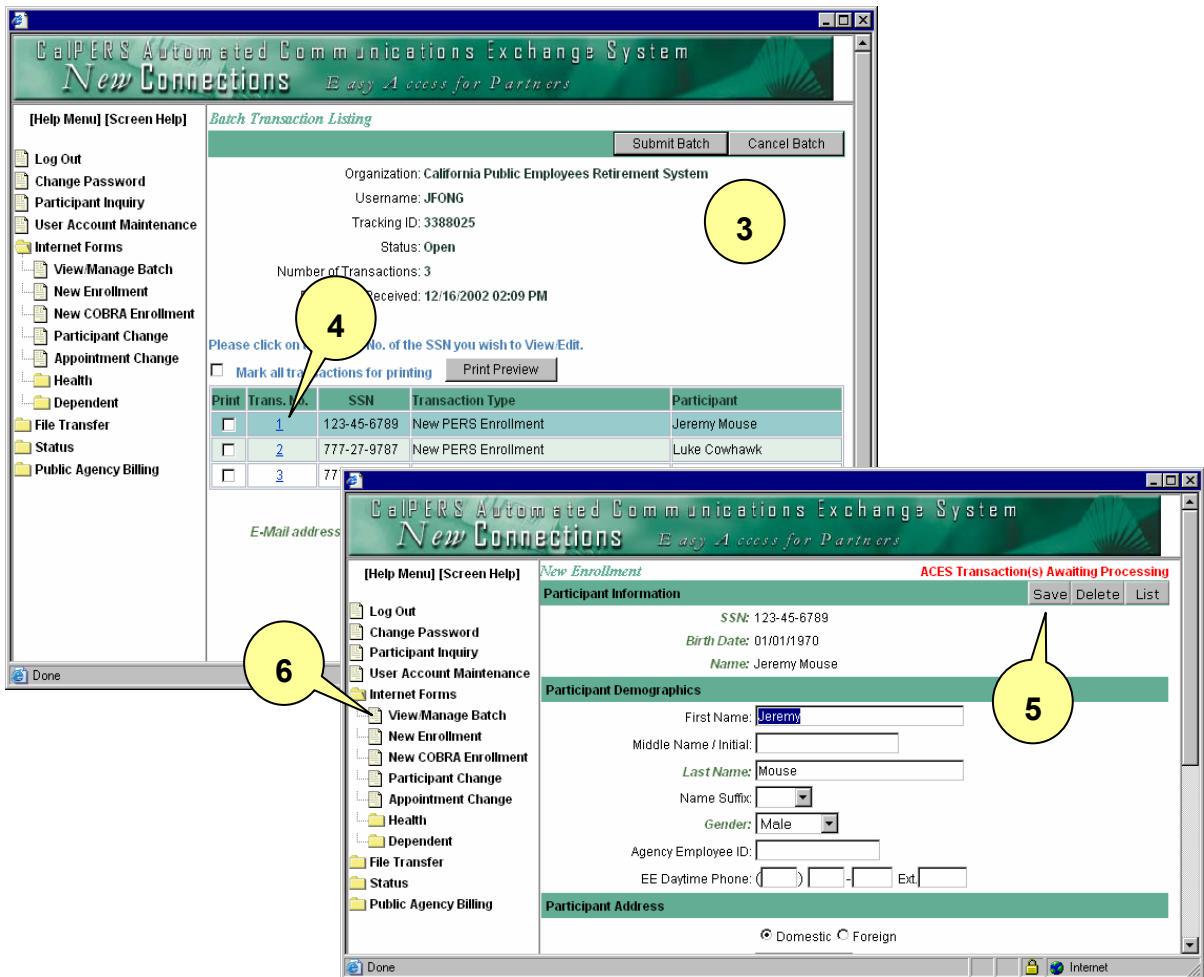 CalPERS Automated Communications Exchange System
New Connections Easy Access for Partners
[Help Menu] [Screen Help]
Log Out
Change Password
Participant Inquiry
User Account Maintenance
Internet Forms
View/Manage Batch
New Enrollment
New COBRA Enrollment
Participant Change
Appointment Change
Health
Dependent
File Transfer
Status
Public Agency Billing
Batch Transaction Listing
Submit Batch Cancel Batch
Organization: California Public Employees Retirement System
Username: JFONG
Tracking ID: 3388025
Status: Open
Number of Transactions: 3
Received: 12/16/2002 02:09 PM
3
4
Please click on No. of the SSN you wish to View/Edit.
Mark all transactions for printing Print Preview
Print Trans. No. SSN Transaction Type Participant
1 123-45-6789 New PERS Enrollment Jeremy Mouse
2 777-27-9787 New PERS Enrollment Luke Cowhawk
3 77
E-Mail address
Done
CalPERS Automated Communications Exchange System
New Connections Easy Access for Partners
[Help Menu] [Screen Help]
Log Out
Change Password
Participant Inquiry
User Account Maintenance
Internet Forms
View/Manage Batch
New Enrollment
New COBRA Enrollment
Participant Change
Appointment Change
Health
Dependent
File Transfer
Status
Public Agency Billing
6
New Enrollment ACES Transaction(s) Awaiting Processing
Participant Information Save Delete List
SSN: 123-45-6789
Birth Date: 01/01/1970
Name: Jeremy Mouse
5
Participant Demographics
First Name: Jeremy
Middle Name / Initial:
Last Name: Mouse
Name Suffix:
Gender: Male
Agency Employee ID:
EE Daytime Phone: ( ) - Ext.
Participant Address
Domestic Foreign
Done Internet